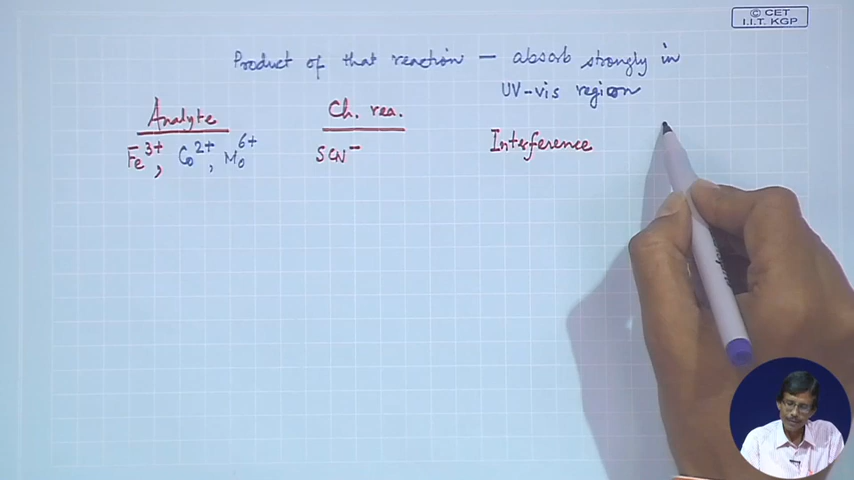 © CET
I.I.T. KGP
Product of that reaction — absorb strongly in
UV-vis region
Analyte Ch. rea.
Fe³⁺, Co²⁺, Mo⁶⁺ SCN⁻ Interference